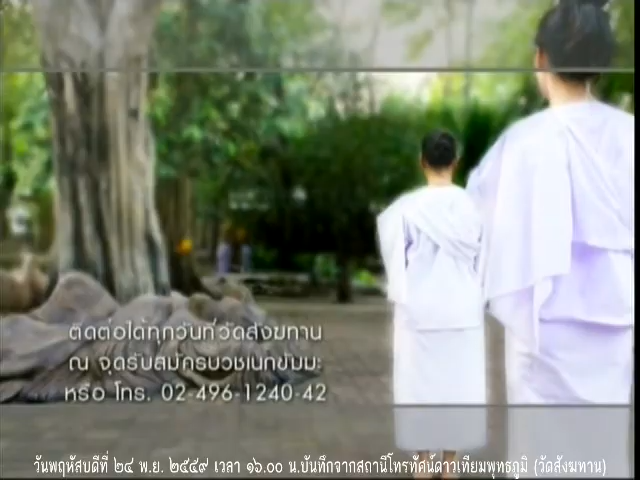 ติดต่อได้ทุกวันที่วัดสังฆทาน
ณ จุดรับสมัครบวชเนกขัมมะ
หรือ โทร. 02-496-1240-42
วันพฤหัสบดีที่ ๒๔ พ.ย. ๒๕๕๙ เวลา ๑๖.๐๐ น.บันทึกจากสถานีโทรทัศน์ดาวเทียมพุทธภูมิ (วัดสังฆทาน)